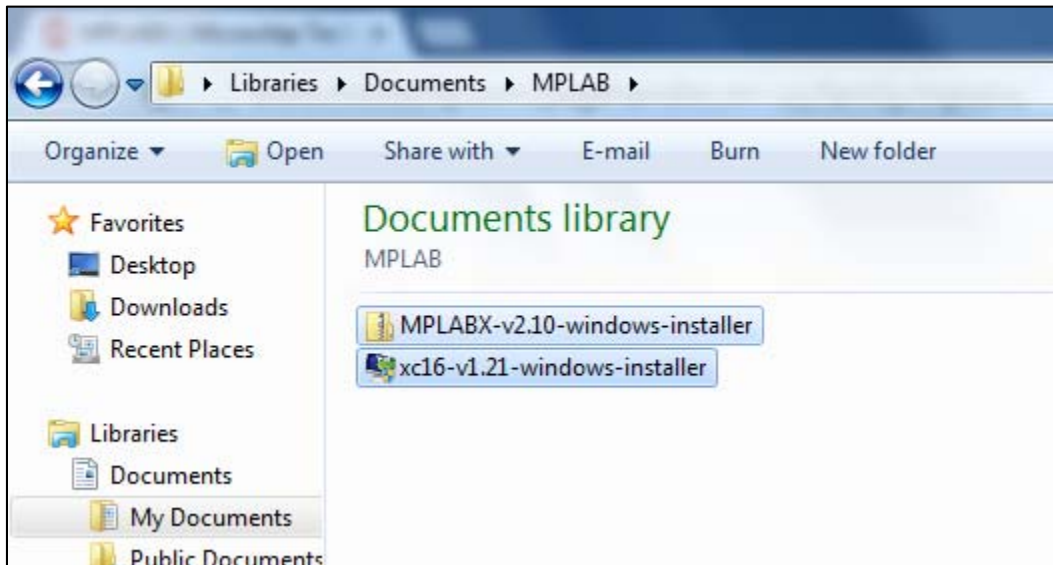 Libraries Documents MPLAB
Organize Open Share with E-mail Burn New folder
Favorites
Desktop
Downloads
Recent Places
Libraries
Documents
My Documents
Public Documents
Documents library
MPLAB
MPLABX-v2.10-windows-installer
xc16-v1.21-windows-installer